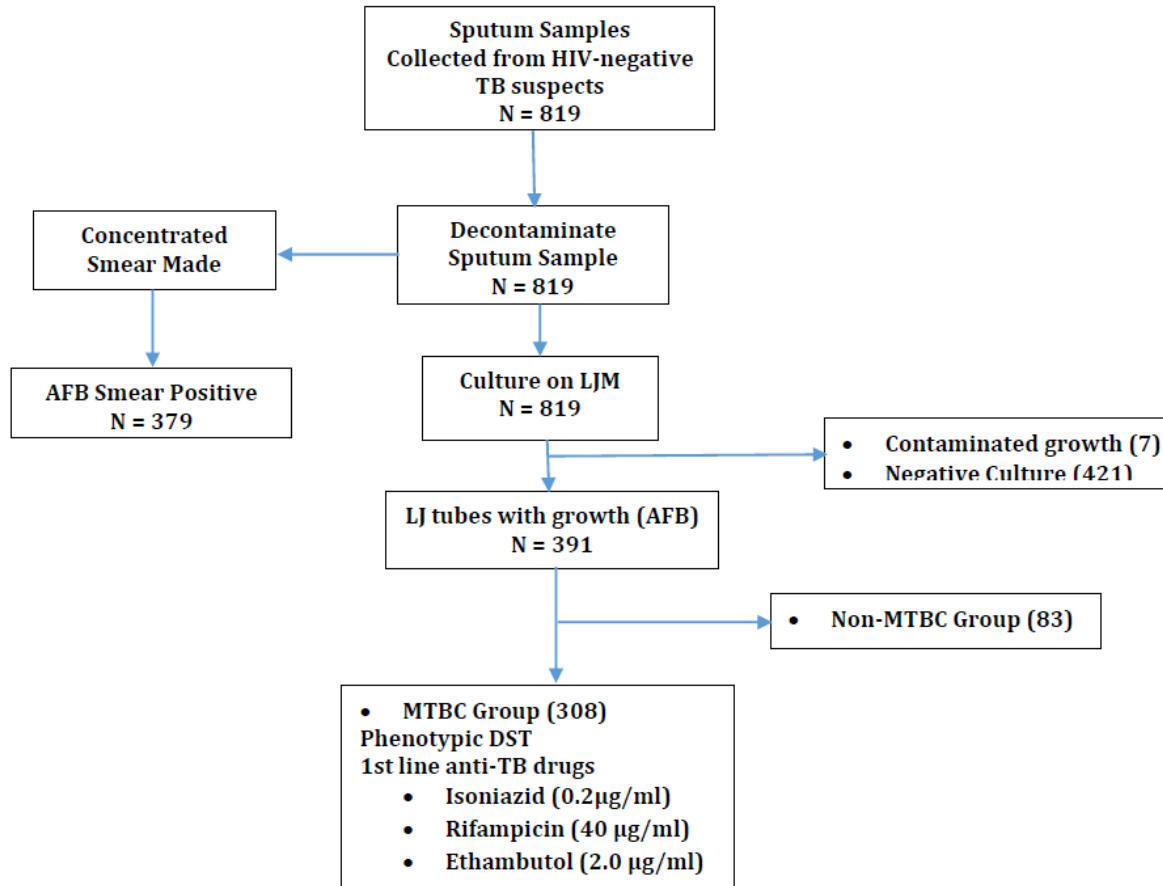 Sputum Samples
Collected from HIV-negative
TB suspects
N = 819
Concentrated
Smear Made
Decontaminate
Sputum Sample
N = 819
AFB Smear Positive
N = 379
Culture on LJM
N = 819
• Contaminated growth (7)
• Negative Culture (421)
LJ tubes with growth (AFB)
N = 391
• Non-MTBC Group (83)
• MTBC Group (308)
Phenotypic DST
1st line anti-TB drugs
• Isoniazid (0.2µg/ml)
• Rifampicin (40 µg/ml)
• Ethambutol (2.0 µg/ml)